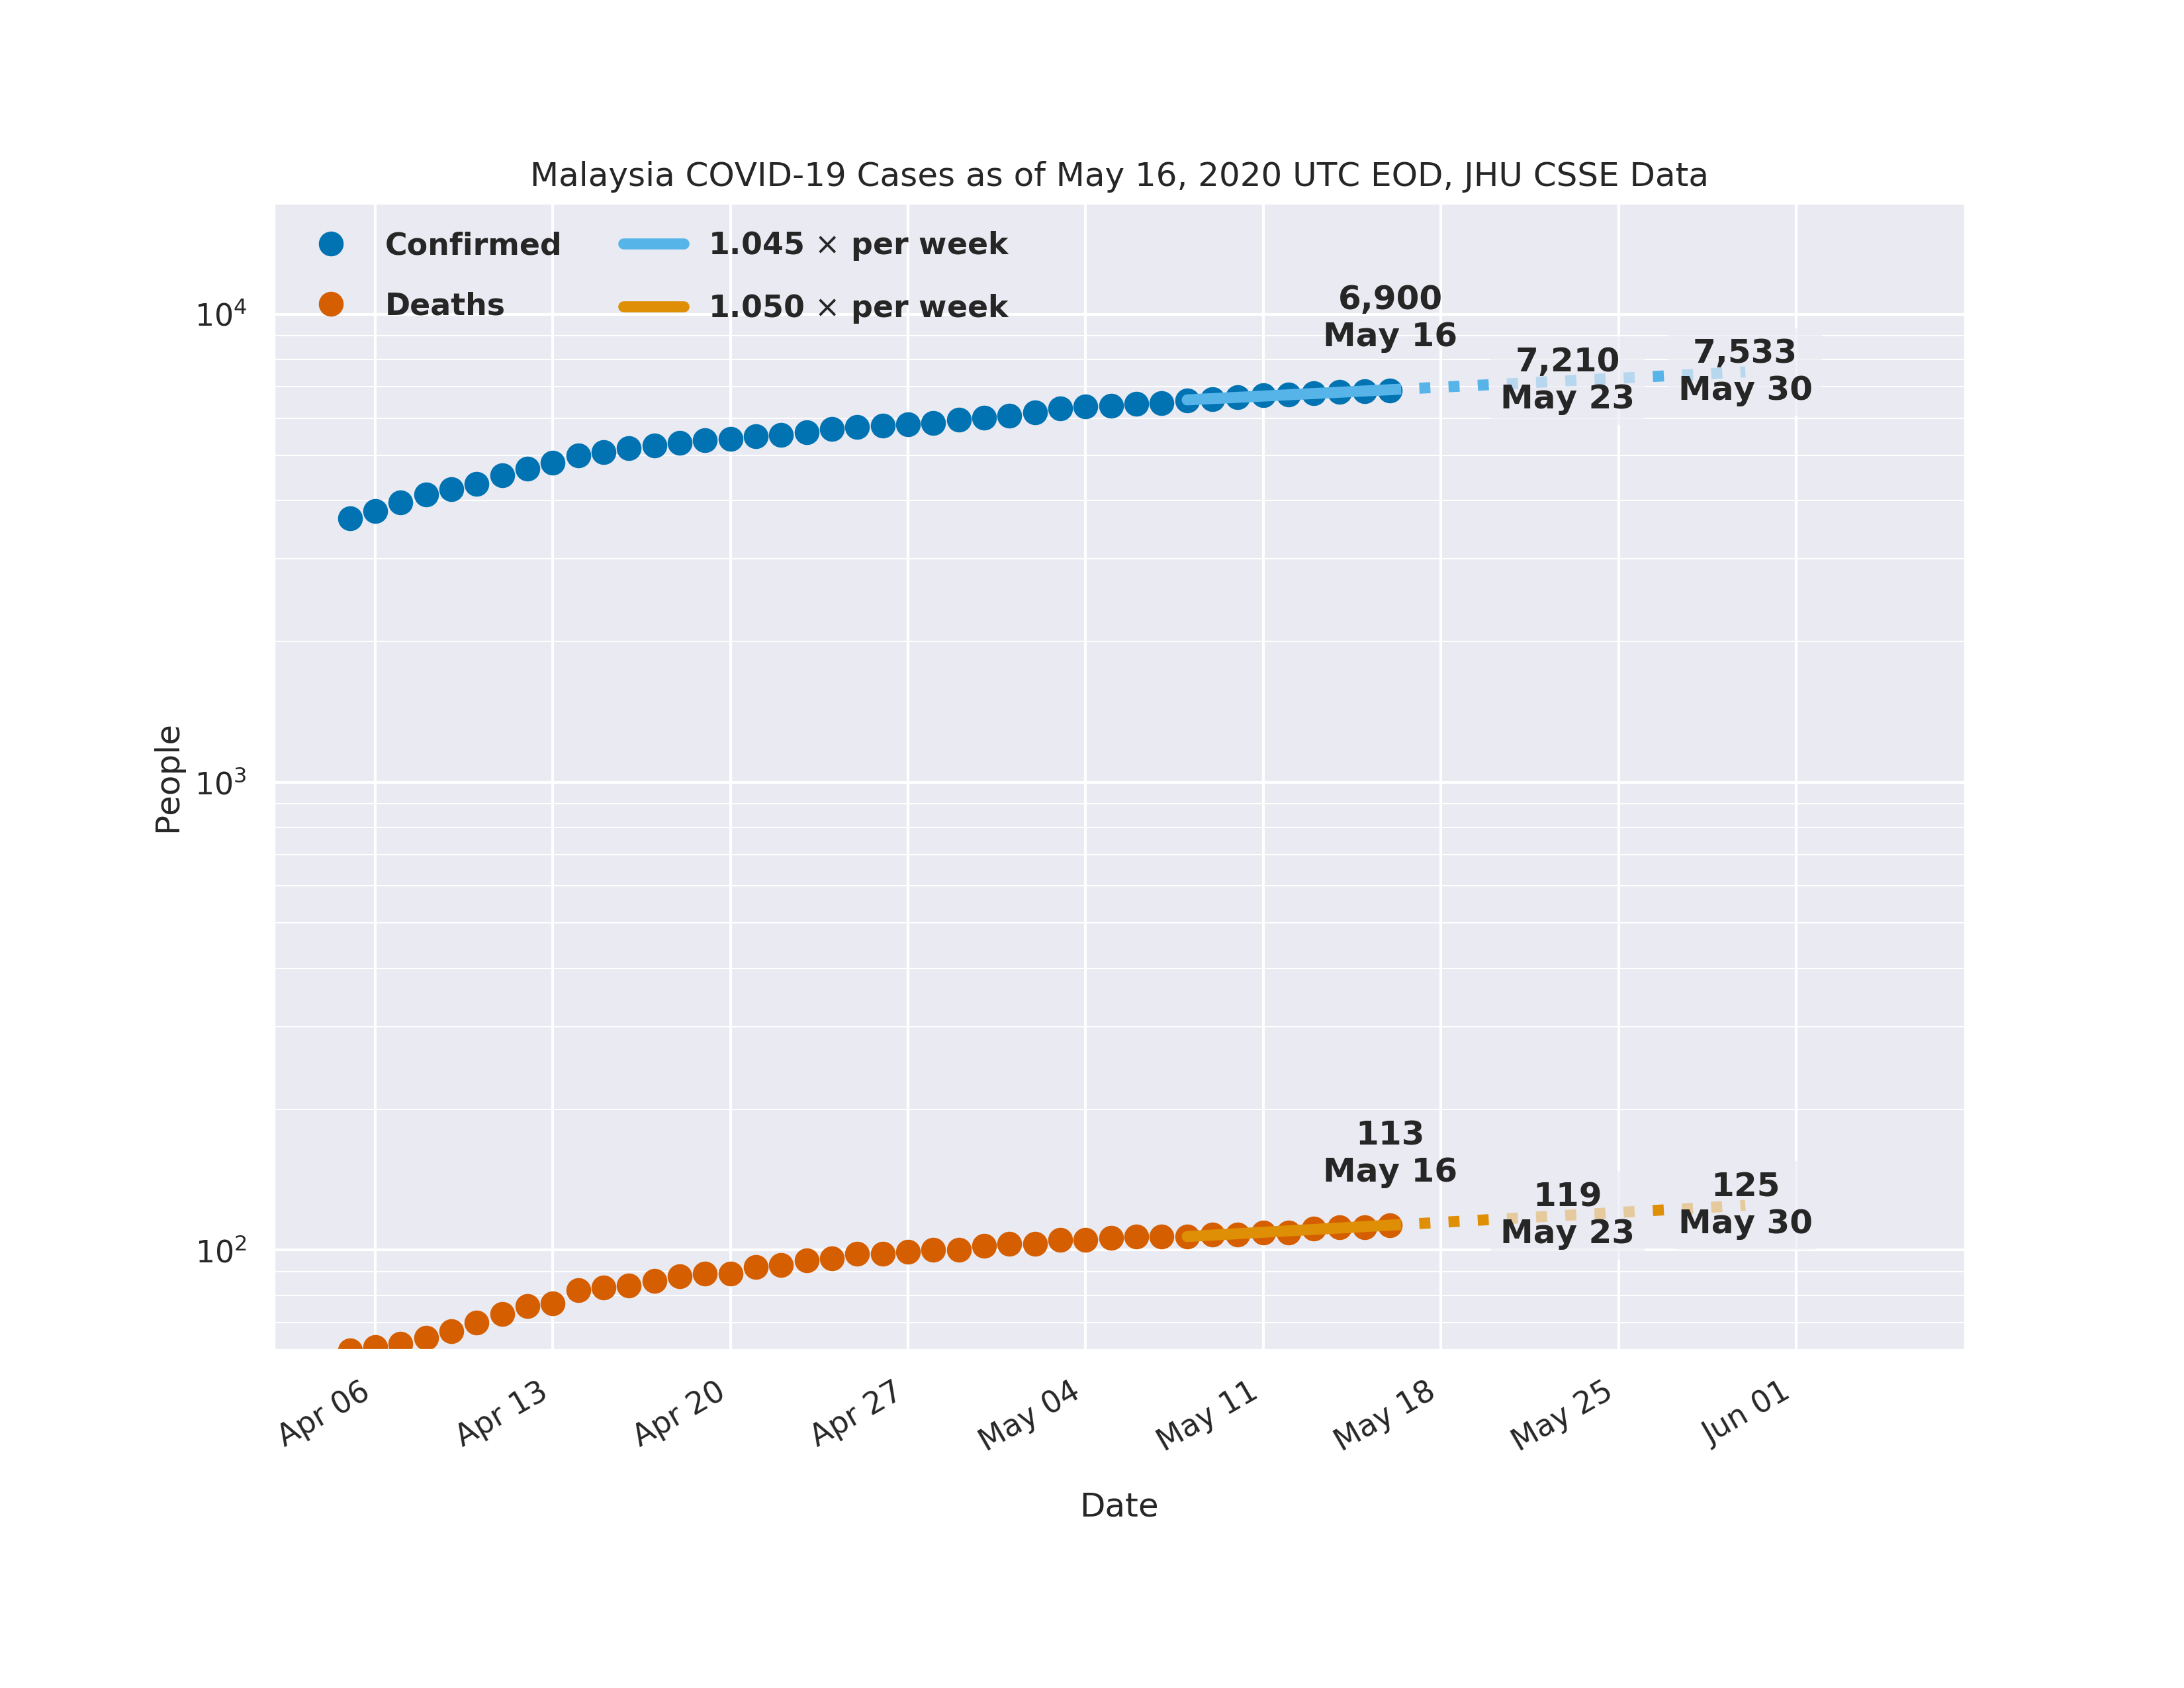 Malaysia COVID-19 Cases as of May 16, 2020 UTC EOD, JHU CSSE Data
Confirmed
Deaths
1.045 × per week
1.050 × per week
6,900
May 16
7,210
May 23
7,533
May 30
113
May 16
119
May 23
125
May 30
10⁴
10³
10²
People
Apr 06
Apr 13
Apr 20
Apr 27
May 04
May 11
May 18
May 25
Jun 01
Date